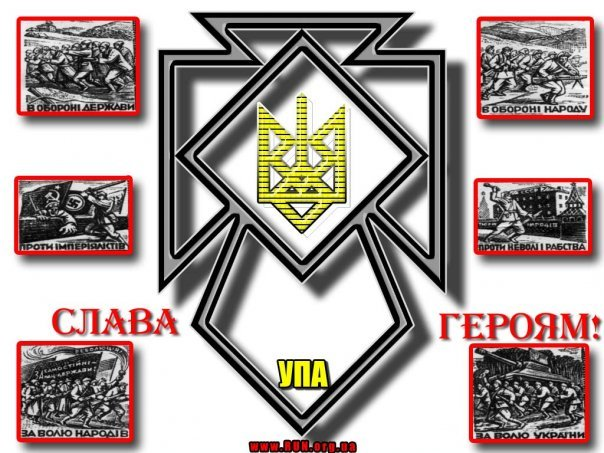 В ОБОРОНІ ДЕРЖАВИ
В ОБОРОНІ НАРОДУ
ПРОТИ ІМПЕРІЯЛІСТІВ
ПРОТИ НЕВОЛІ І РАБСТВА
СЛАВА
ГЕРОЯМ!
УПА
ЗА ВОЛЮ НАРОДІВ
ЗА ВОЛЮ УКРАЇНИ
www.RUN.org.ua